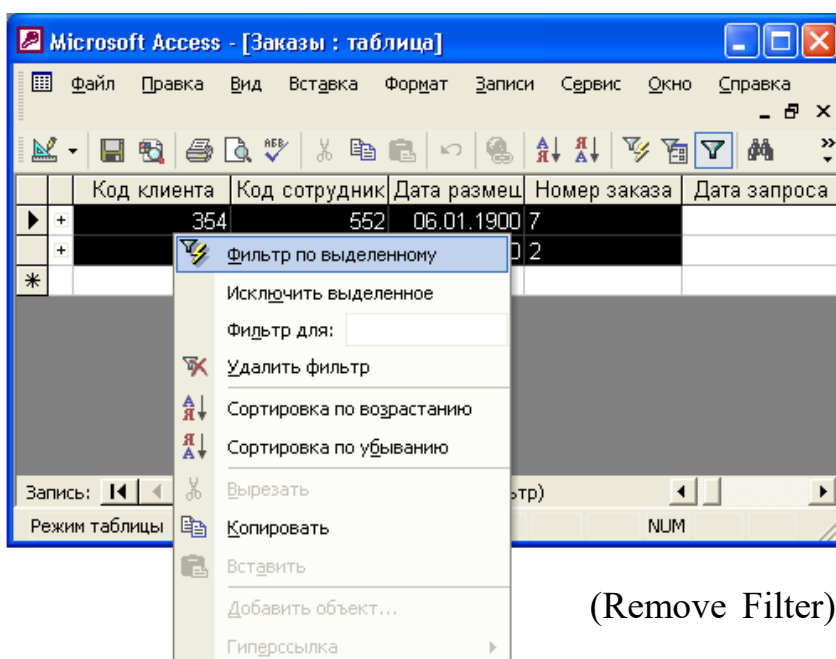 Microsoft Access - [Заказы : таблица]
Файл Правка Вид Вставка Формат Записи Сервис Окно Справка
Код клиента Код сотрудник Дата размещ Номер заказа Дата запроса
354 552 06.01.1900 7
0 2
Фильтр по выделенному
Исключить выделенное
Фильтр для:
Удалить фильтр
Сортировка по возрастанию
Сортировка по убыванию
Запись:
Вырезать
Режим таблицы
NUM
Копировать
Вставить
Добавить объект...
(Remove Filter)
Гиперссылка